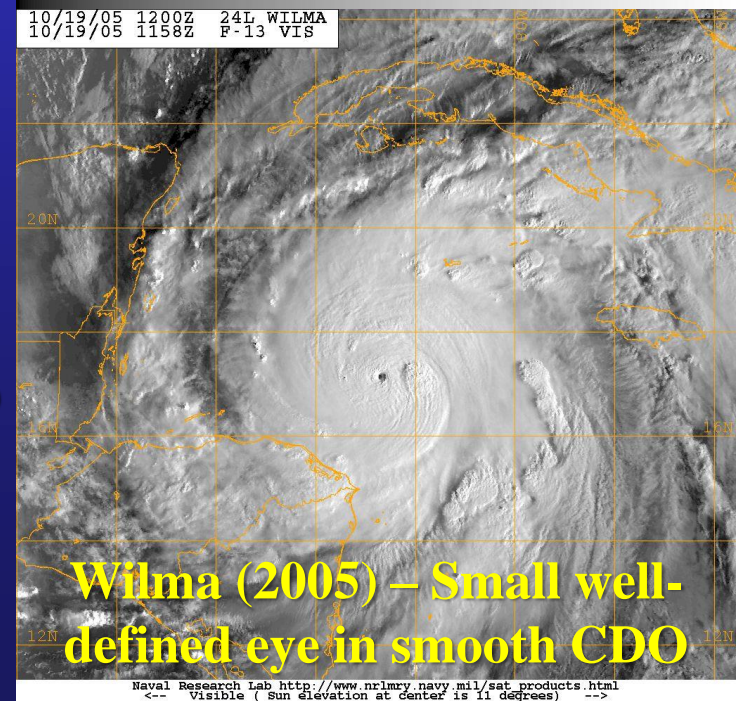 10/19/05 1200Z 24L WILMA
10/19/05 1158Z F-13 VIS
20N
16N
16N
12N
12N
Wilma (2005) – Small well-
defined eye in smooth CDO
Naval Research Lab http://www.nrlmry.navy.mil/sat_products.html
<-- Visible ( Sun elevation at center is 11 degrees) -->